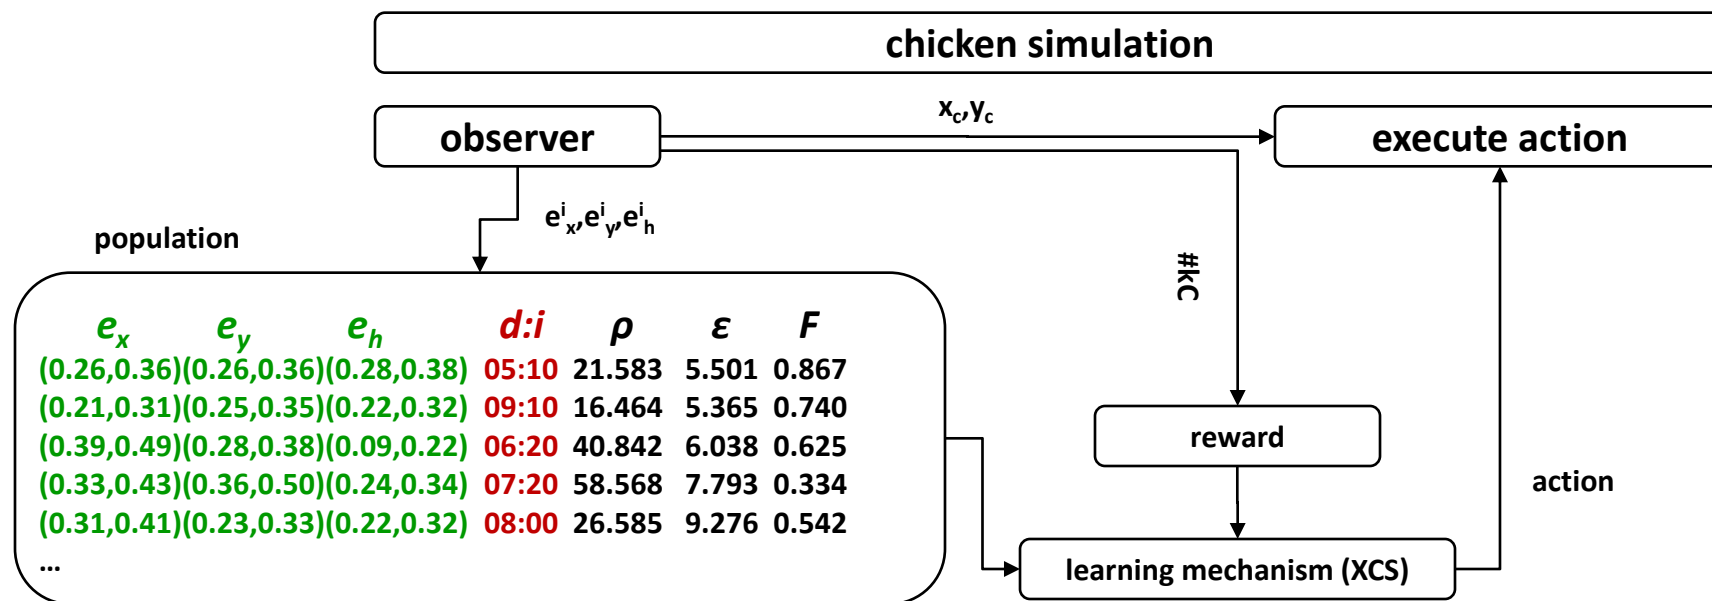 chicken simulation
observer
x_c,y_c
execute action
e^i_x,e^i_y,e^i_h
population
#kC
e_x e_y e_h d:i ρ ε F
(0.26,0.36)(0.26,0.36)(0.28,0.38) 05:10 21.583 5.501 0.867
(0.21,0.31)(0.25,0.35)(0.22,0.32) 09:10 16.464 5.365 0.740
(0.39,0.49)(0.28,0.38)(0.09,0.22) 06:20 40.842 6.038 0.625
(0.33,0.43)(0.36,0.50)(0.24,0.34) 07:20 58.568 7.793 0.334
(0.31,0.41)(0.23,0.33)(0.22,0.32) 08:00 26.585 9.276 0.542
...
reward
action
learning mechanism (XCS)